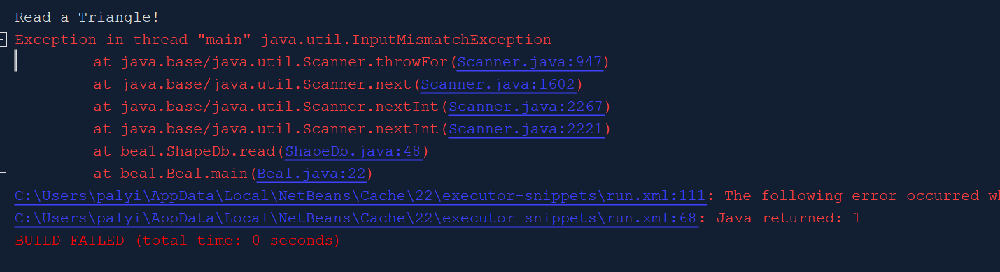 Read a Triangle!
Exception in thread "main" java.util.InputMismatchException
at java.base/java.util.Scanner.throwFor(Scanner.java:947)
at java.base/java.util.Scanner.next(Scanner.java:1602)
at java.base/java.util.Scanner.nextInt(Scanner.java:2267)
at java.base/java.util.Scanner.nextInt(Scanner.java:2221)
at bea1.ShapeDb.read(ShapeDb.java:48)
at bea1.Bea1.main(Bea1.java:22)
C:\Users\palyi\AppData\Local\NetBeans\Cache\22\executor-snippets\run.xml:111: The following error occurred
C:\Users\palyi\AppData\Local\NetBeans\Cache\22\executor-snippets\run.xml:68: Java returned: 1
BUILD FAILED (total time: 0 seconds)